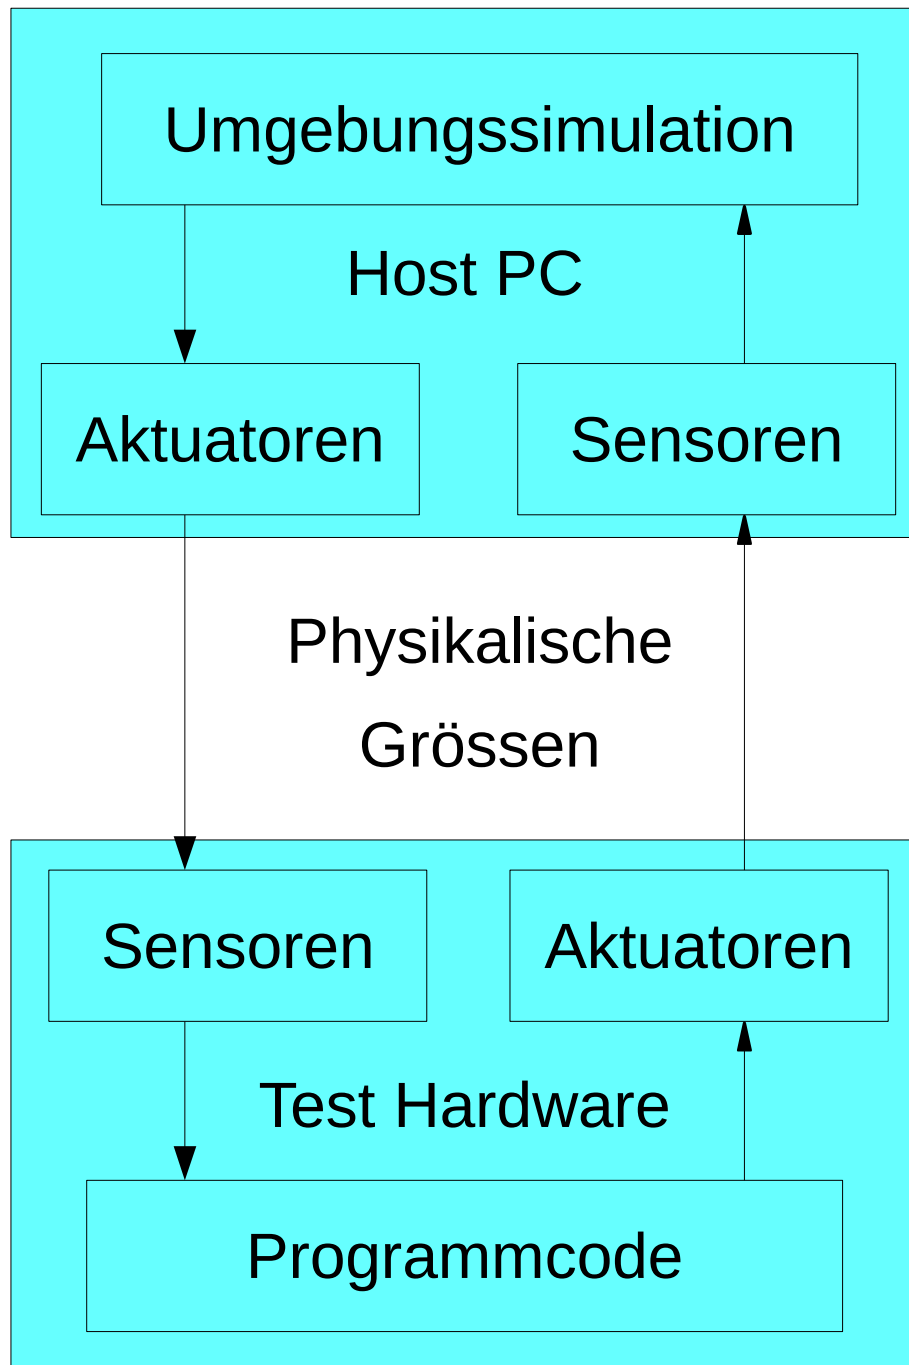 Umgebungssimulation
Host PC
Aktuatoren
Sensoren
Physikalische
Grössen
Sensoren
Aktuatoren
Test Hardware
Programmcode